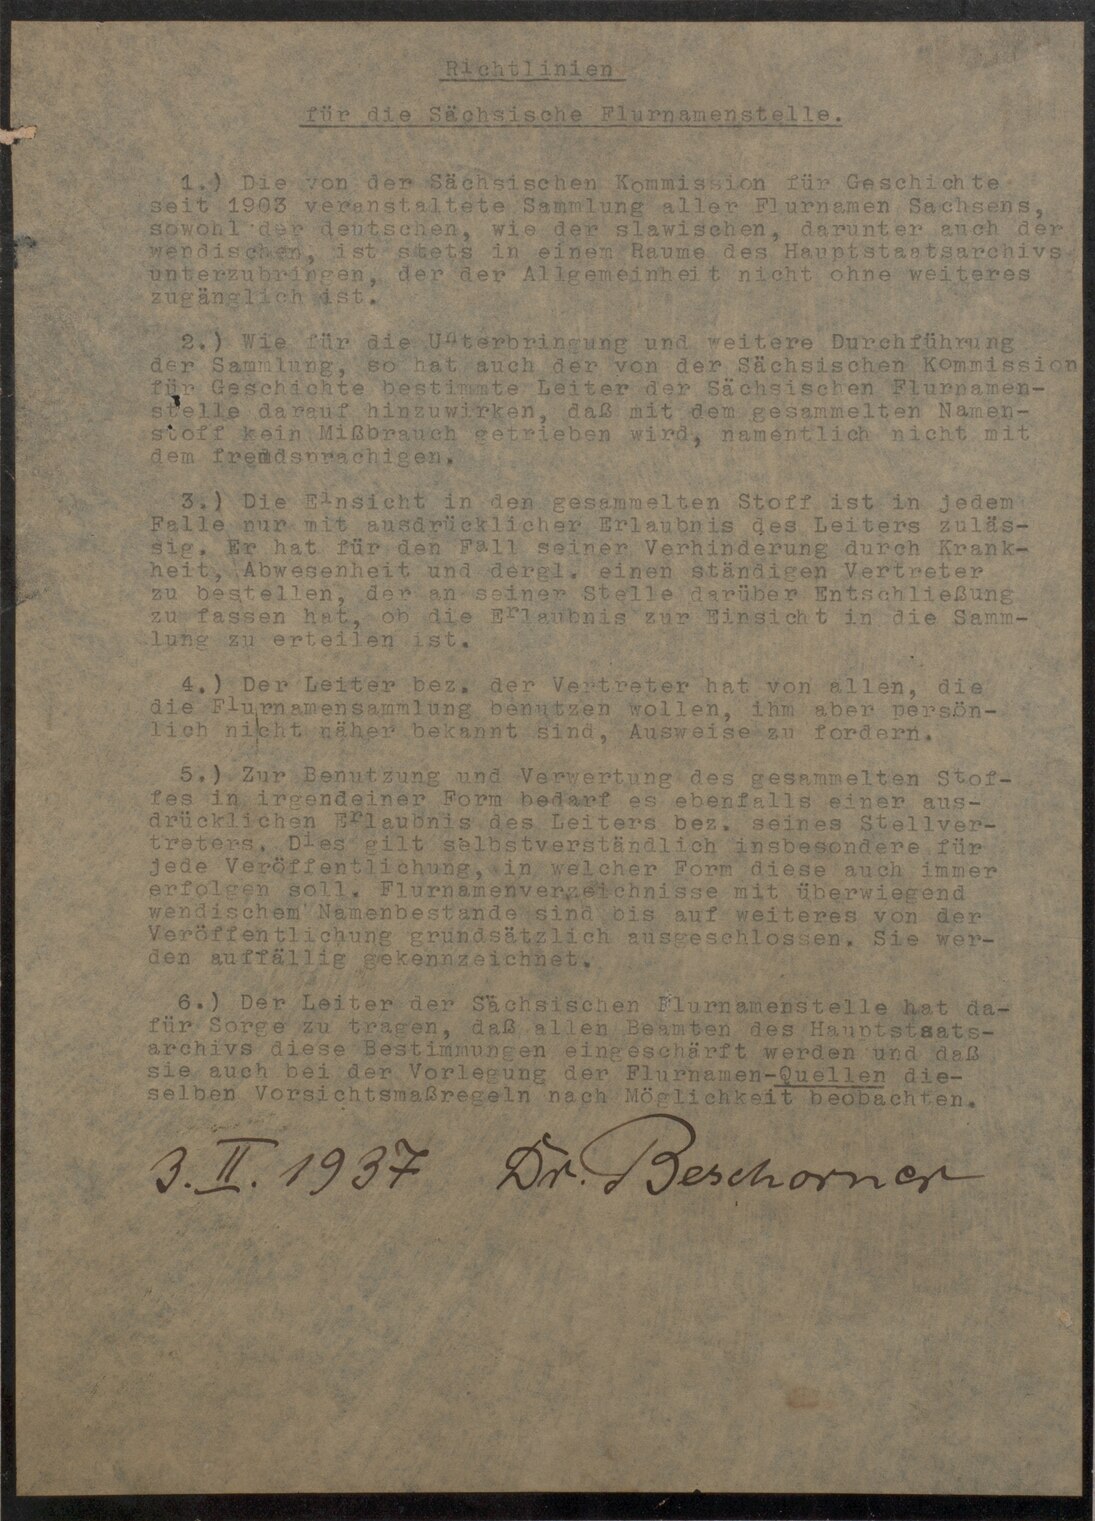 Richtlinien
für die Sächsische Flurnamenstelle.
1.) Die von der Sächsischen Kommission für Geschichte
seit 1903 veranstaltete Sammlung aller Flurnamen Sachsens,
sowohl der deutschen, wie der slawischen, darunter auch der
wendischen, ist stets in einem Raume des Hauptstaatsarchivs
unterzubringen, der der Allgemeinheit nicht ohne weiteres
zugänglich ist.
2.) Wie für die Unterbringung und weitere Durchführung
der Sammlung, so hat auch der von der Sächsischen Kommission
für Geschichte bestimmte Leiter der Sächsischen Flurnamen-
stelle darauf hinzuwirken, daß mit dem gesammelten Namen-
stoff kein Mißbrauch getrieben wird, namentlich nicht mit
dem fremdsprachigen.
3.) Die Einsicht in den gesammelten Stoff ist in jedem
Falle nur mit ausdrücklicher Erlaubnis des Leiters zuläs-
sig. Er hat für den Fall seiner Verhinderung durch Krank-
heit, Abwesenheit und dergl. einen ständigen Vertreter
zu bestellen, der an seiner Stelle darüber Entschließung
zu fassen hat, ob die Erlaubnis zur Einsicht in die Samm-
lung zu erteilen ist.
4.) Der Leiter bez. der Vertreter hat von allen, die
die Flurnamensammlung benutzen wollen, ihm aber persön-
lich nicht näher bekannt sind, Ausweise zu fordern.
5.) Zur Benutzung und Verwertung des gesammelten Stof-
fes in irgendeiner Form bedarf es ebenfalls einer aus-
drücklichen Erlaubnis des Leiters bez. seines Stellver-
treters. Dies gilt selbstverständlich insbesondere für
jede Veröffentlichung, in welcher Form diese auch immer
erfolgen soll. Flurnamenverzeichnisse mit überwiegend
wendischem Namenbestande sind bis auf weiteres von der
Veröffentlichung grundsätzlich ausgeschlossen. Sie wer-
den auffällig gekennzeichnet.
6.) Der Leiter der Sächsischen Flurnamenstelle hat da-
für Sorge zu tragen, daß allen Beamten des Hauptstaats-
archivs diese Bestimmungen eingeschärft werden und daß
sie auch bei der Vorlegung der Flurnamen-Quellen die-
selben Vorsichtsmaßregeln nach Möglichkeit beobachten.
3. II. 1937 Dr. Beschorner